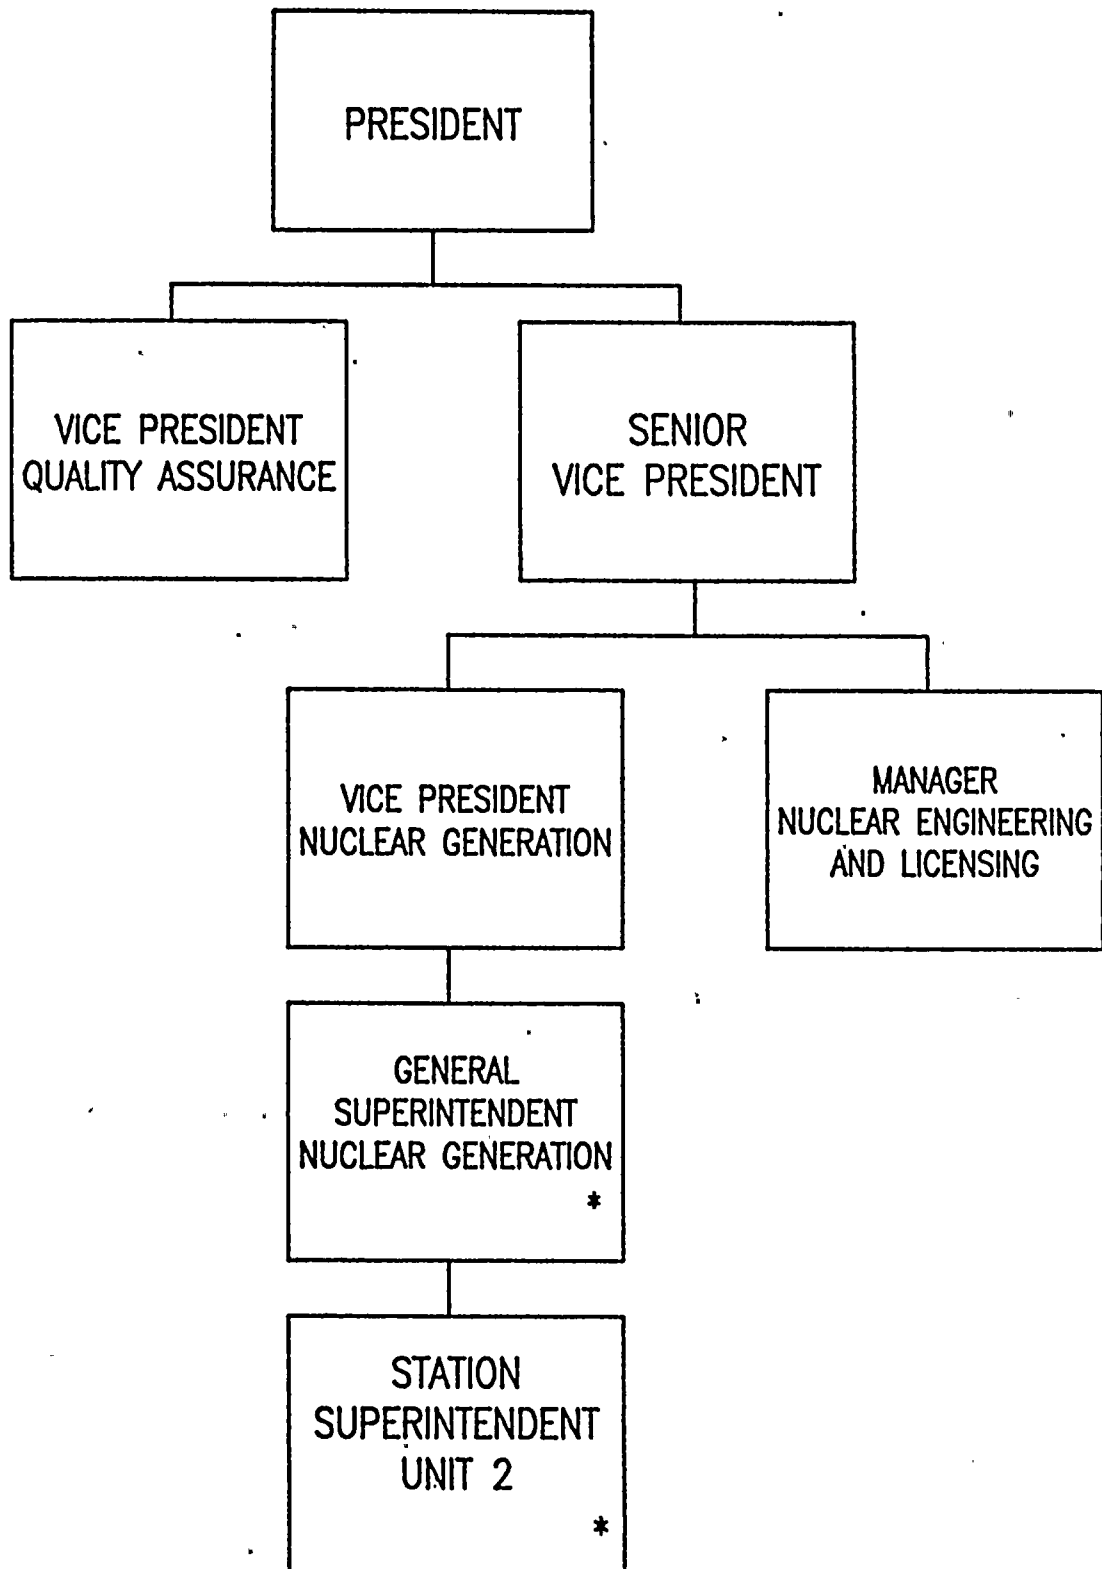 PRESIDENT
VICE PRESIDENT
QUALITY ASSURANCE
SENIOR
VICE PRESIDENT
VICE PRESIDENT
NUCLEAR GENERATION
MANAGER
NUCLEAR ENGINEERING
AND LICENSING
GENERAL
SUPERINTENDENT
NUCLEAR GENERATION
*
STATION
SUPERINTENDENT
UNIT 2
*